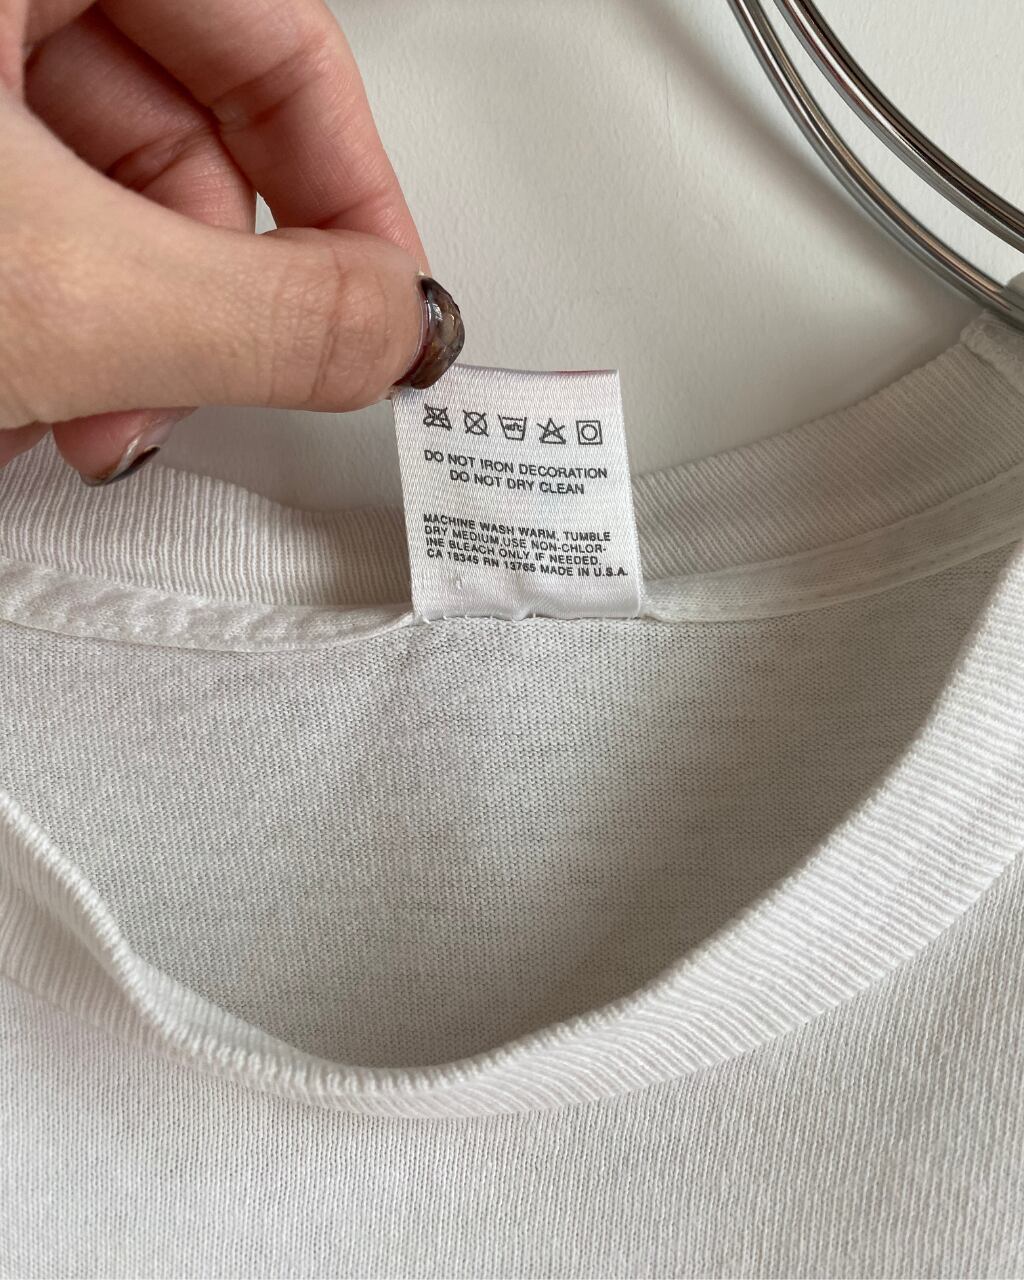 40°C
DO NOT IRON DECORATION
DO NOT DRY CLEAN
MACHINE WASH WARM, TUMBLE
DRY MEDIUM,USE NON-CHLOR-
INE BLEACH ONLY IF NEEDED.
CA 18345 RN 13765 MADE IN U.S.A.